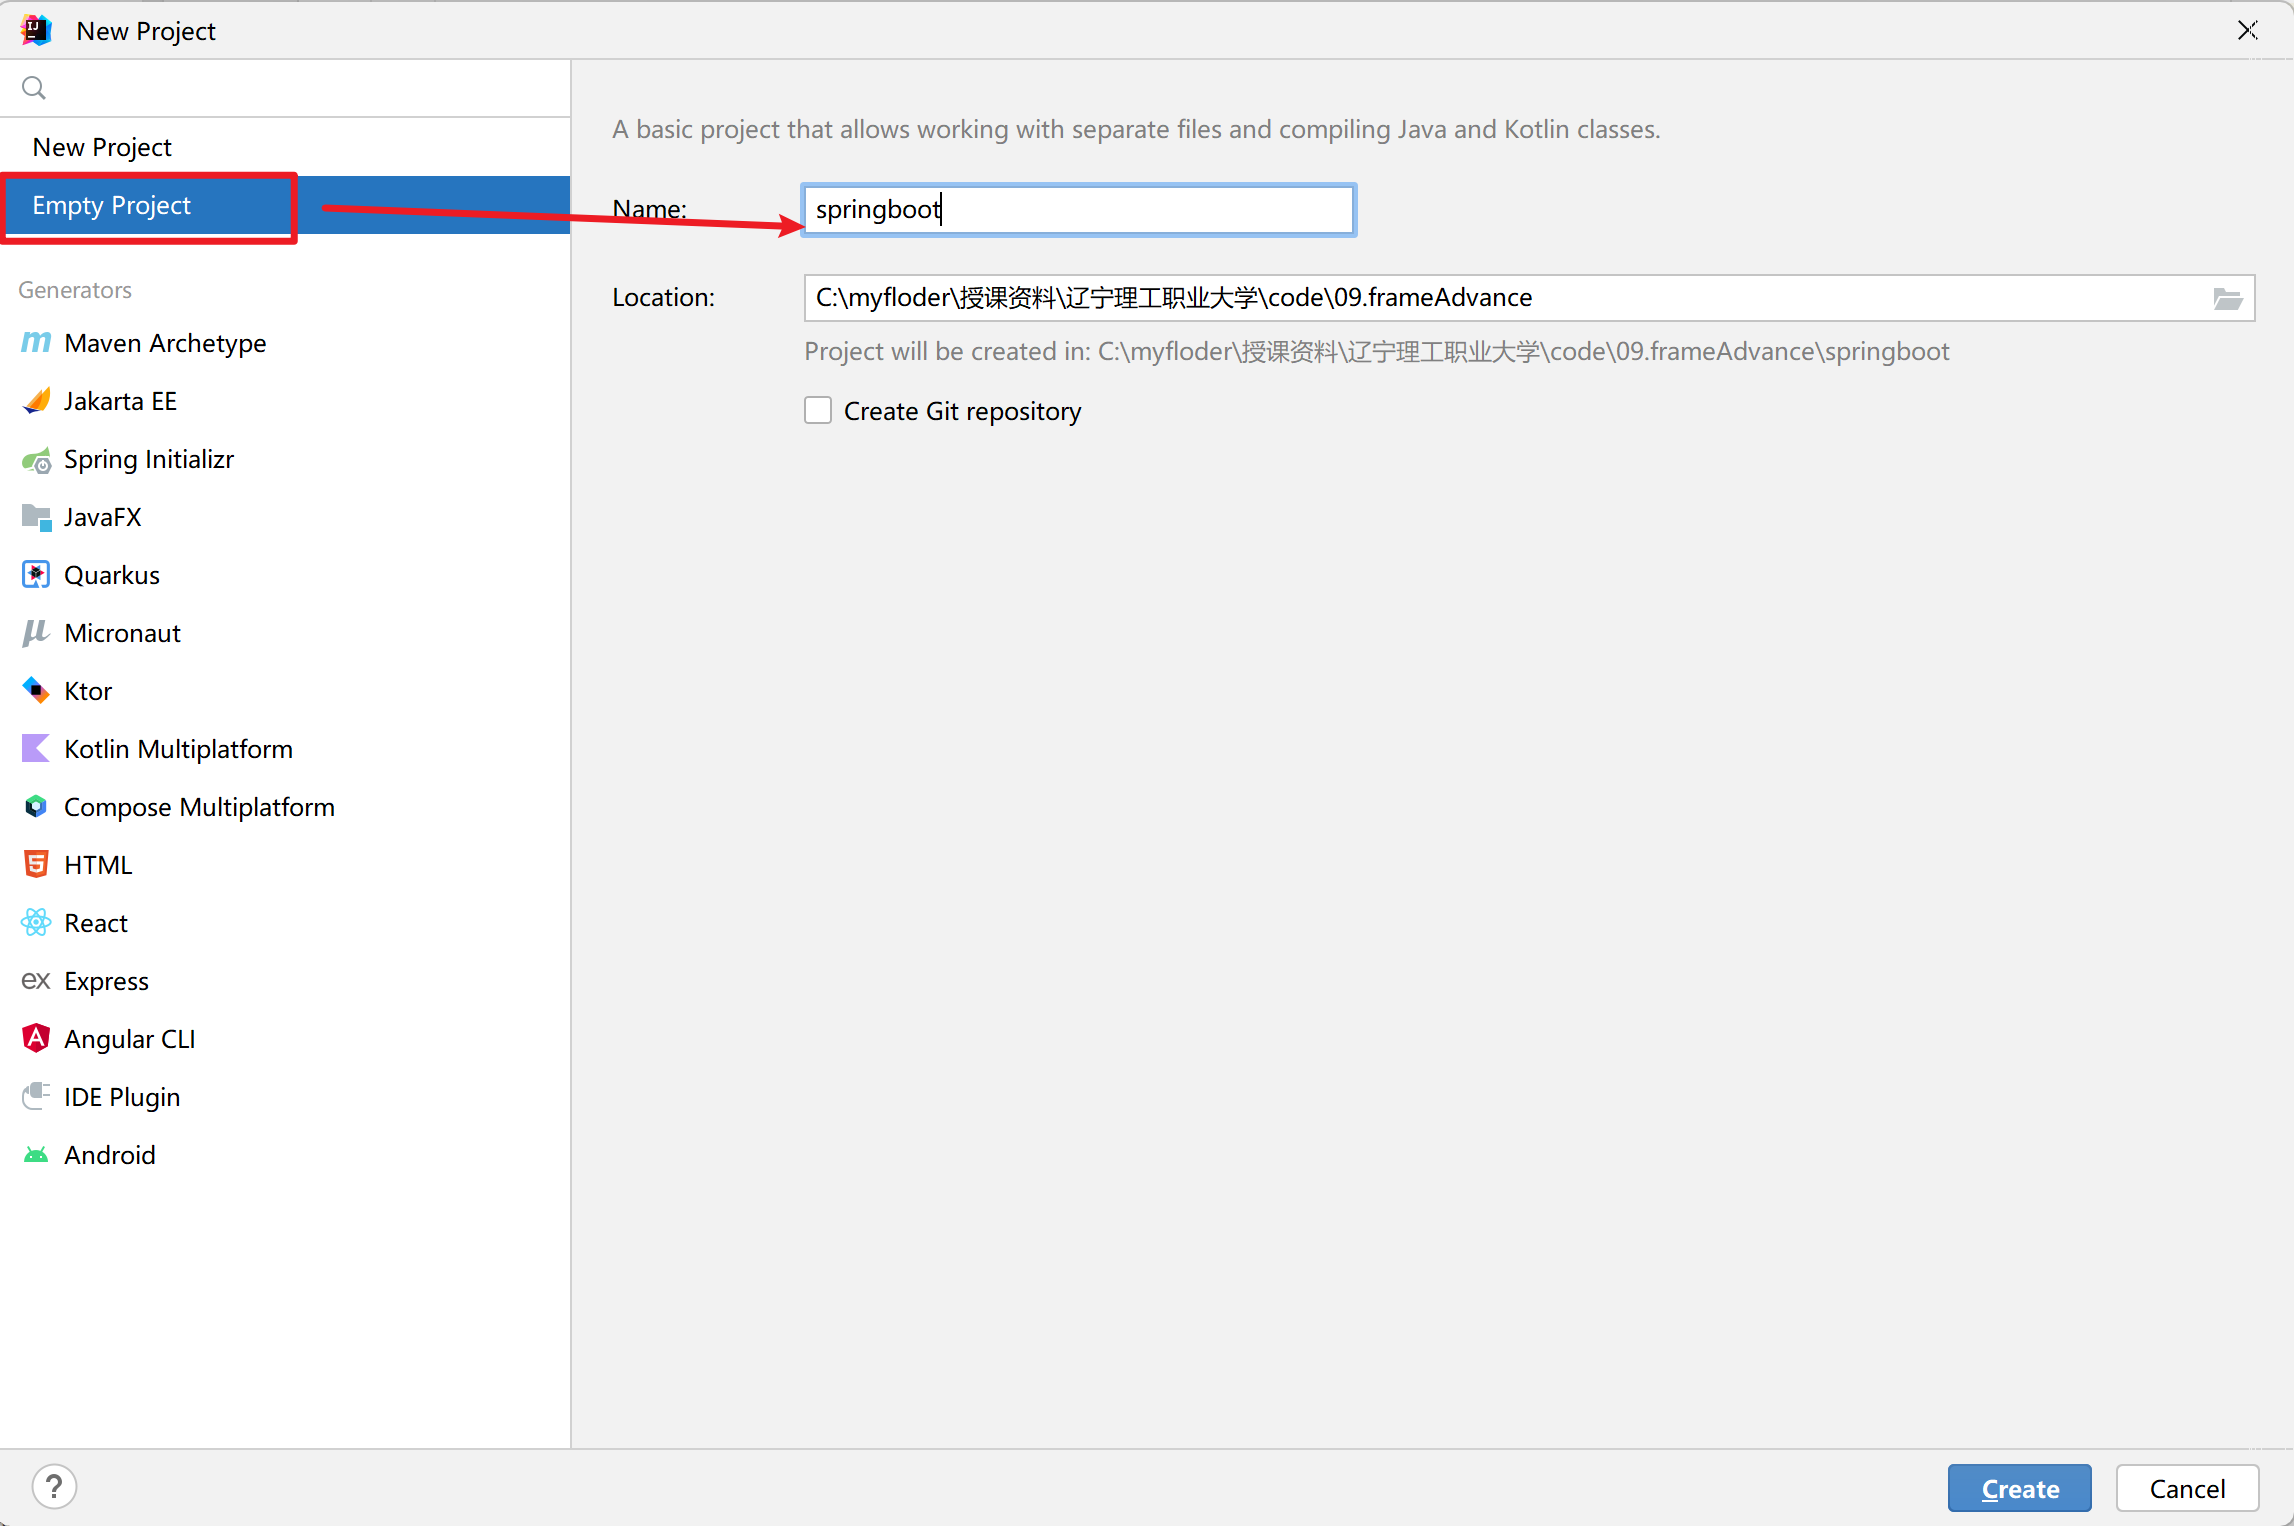 New Project
New Project
Empty Project
Generators
Maven Archetype
Jakarta EE
Spring Initializr
JavaFX
Quarkus
Micronaut
Ktor
Kotlin Multiplatform
Compose Multiplatform
HTML
React
ex Express
Angular CLI
IDE Plugin
Android
A basic project that allows working with separate files and compiling Java and Kotlin classes.
Name: springboot
Location: C:\myfloder\授课资料\辽宁理工职业大学\code\09.frameAdvance
Project will be created in: C:\myfloder\授课资料\辽宁理工职业大学\code\09.frameAdvance\springboot
Create Git repository
?
Create
Cancel